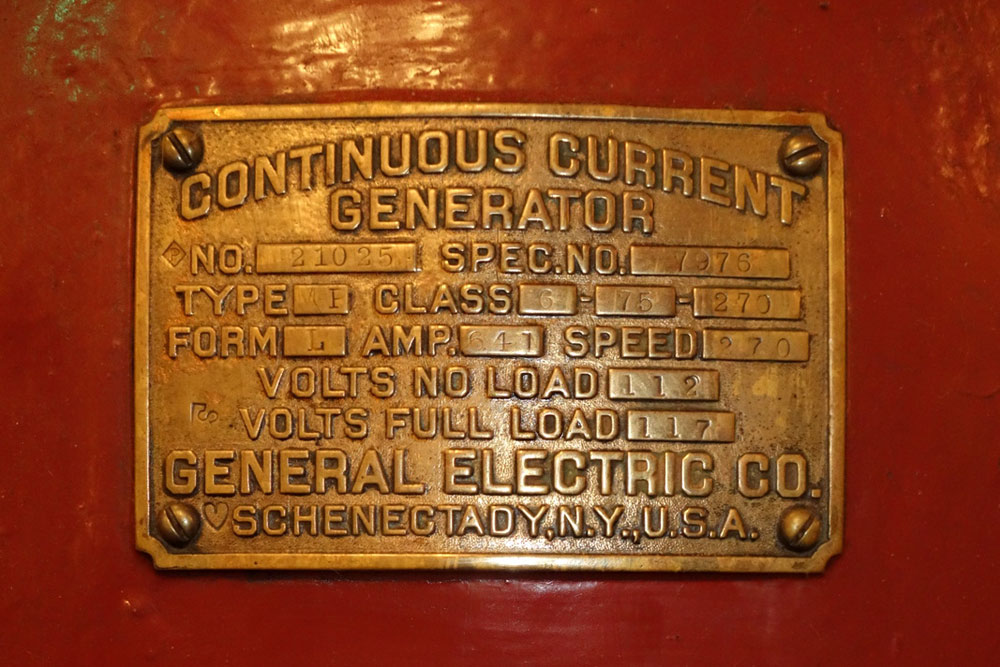 CONTINUOUS CURRENT
GENERATOR
NO. 21025 SPEC.NO. 7976
TYPE MP CLASS 6 - 75 - 270
FORM L AMP. 641 SPEED 270
VOLTS NO LOAD 112
VOLTS FULL LOAD 117
GENERAL ELECTRIC CO.
SCHENECTADY, N.Y., U.S.A.